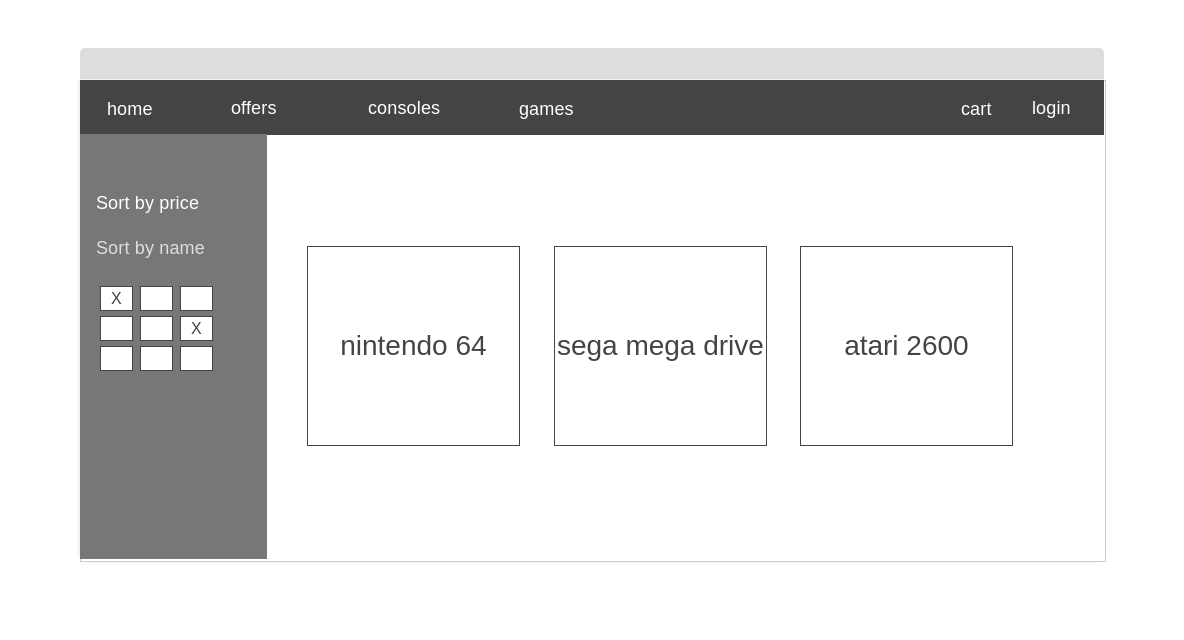 home offers consoles games cart login
Sort by price
Sort by name
X
X
nintendo 64 sega mega drive atari 2600